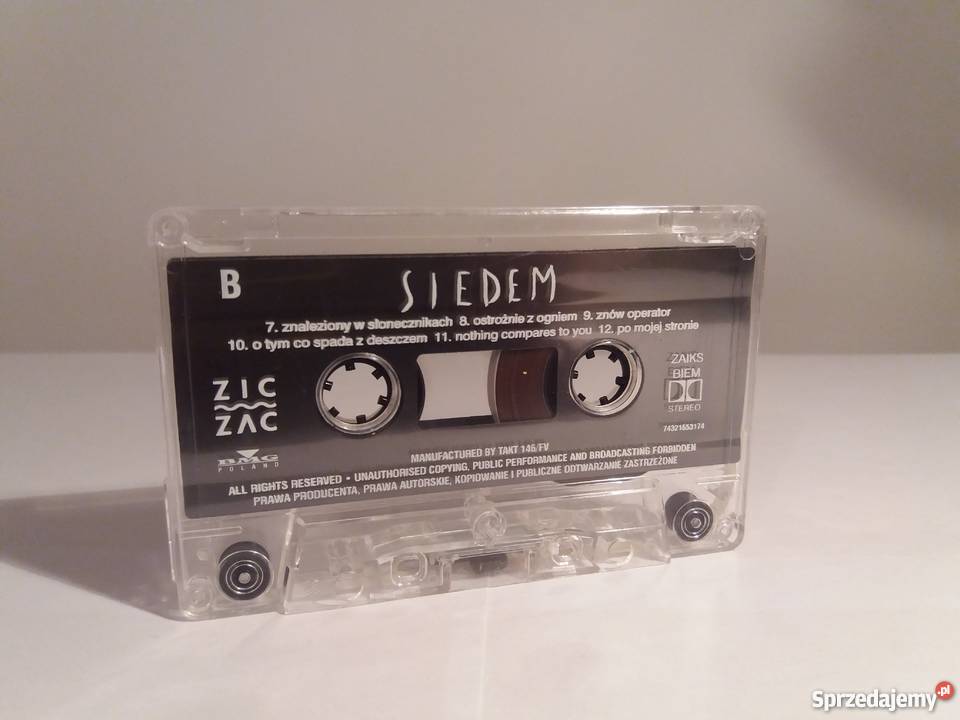 B
SIEDEM
7. znaleziony w słonecznikach 8. ostrożnie z ogniem 9. znów operator
10. o tym co spada z deszczem 11. nothing compares to you 12. po mojej stronie
ZIC
ZAC
ZAIKS
BIEM
STEREO
74321653174
BMG
POLAND
MANUFACTURED BY TAKT 146/FV
ALL RIGHTS RESERVED • UNAUTHORISED COPYING, PUBLIC PERFORMANCE AND BROADCASTING FORBIDDEN
PRAWA PRODUCENTA, PRAWA AUTORSKIE, KOPIOWANIE I PUBLICZNE ODTWARZANIE ZASTRZEŻONE
Sprzedajemy.pl